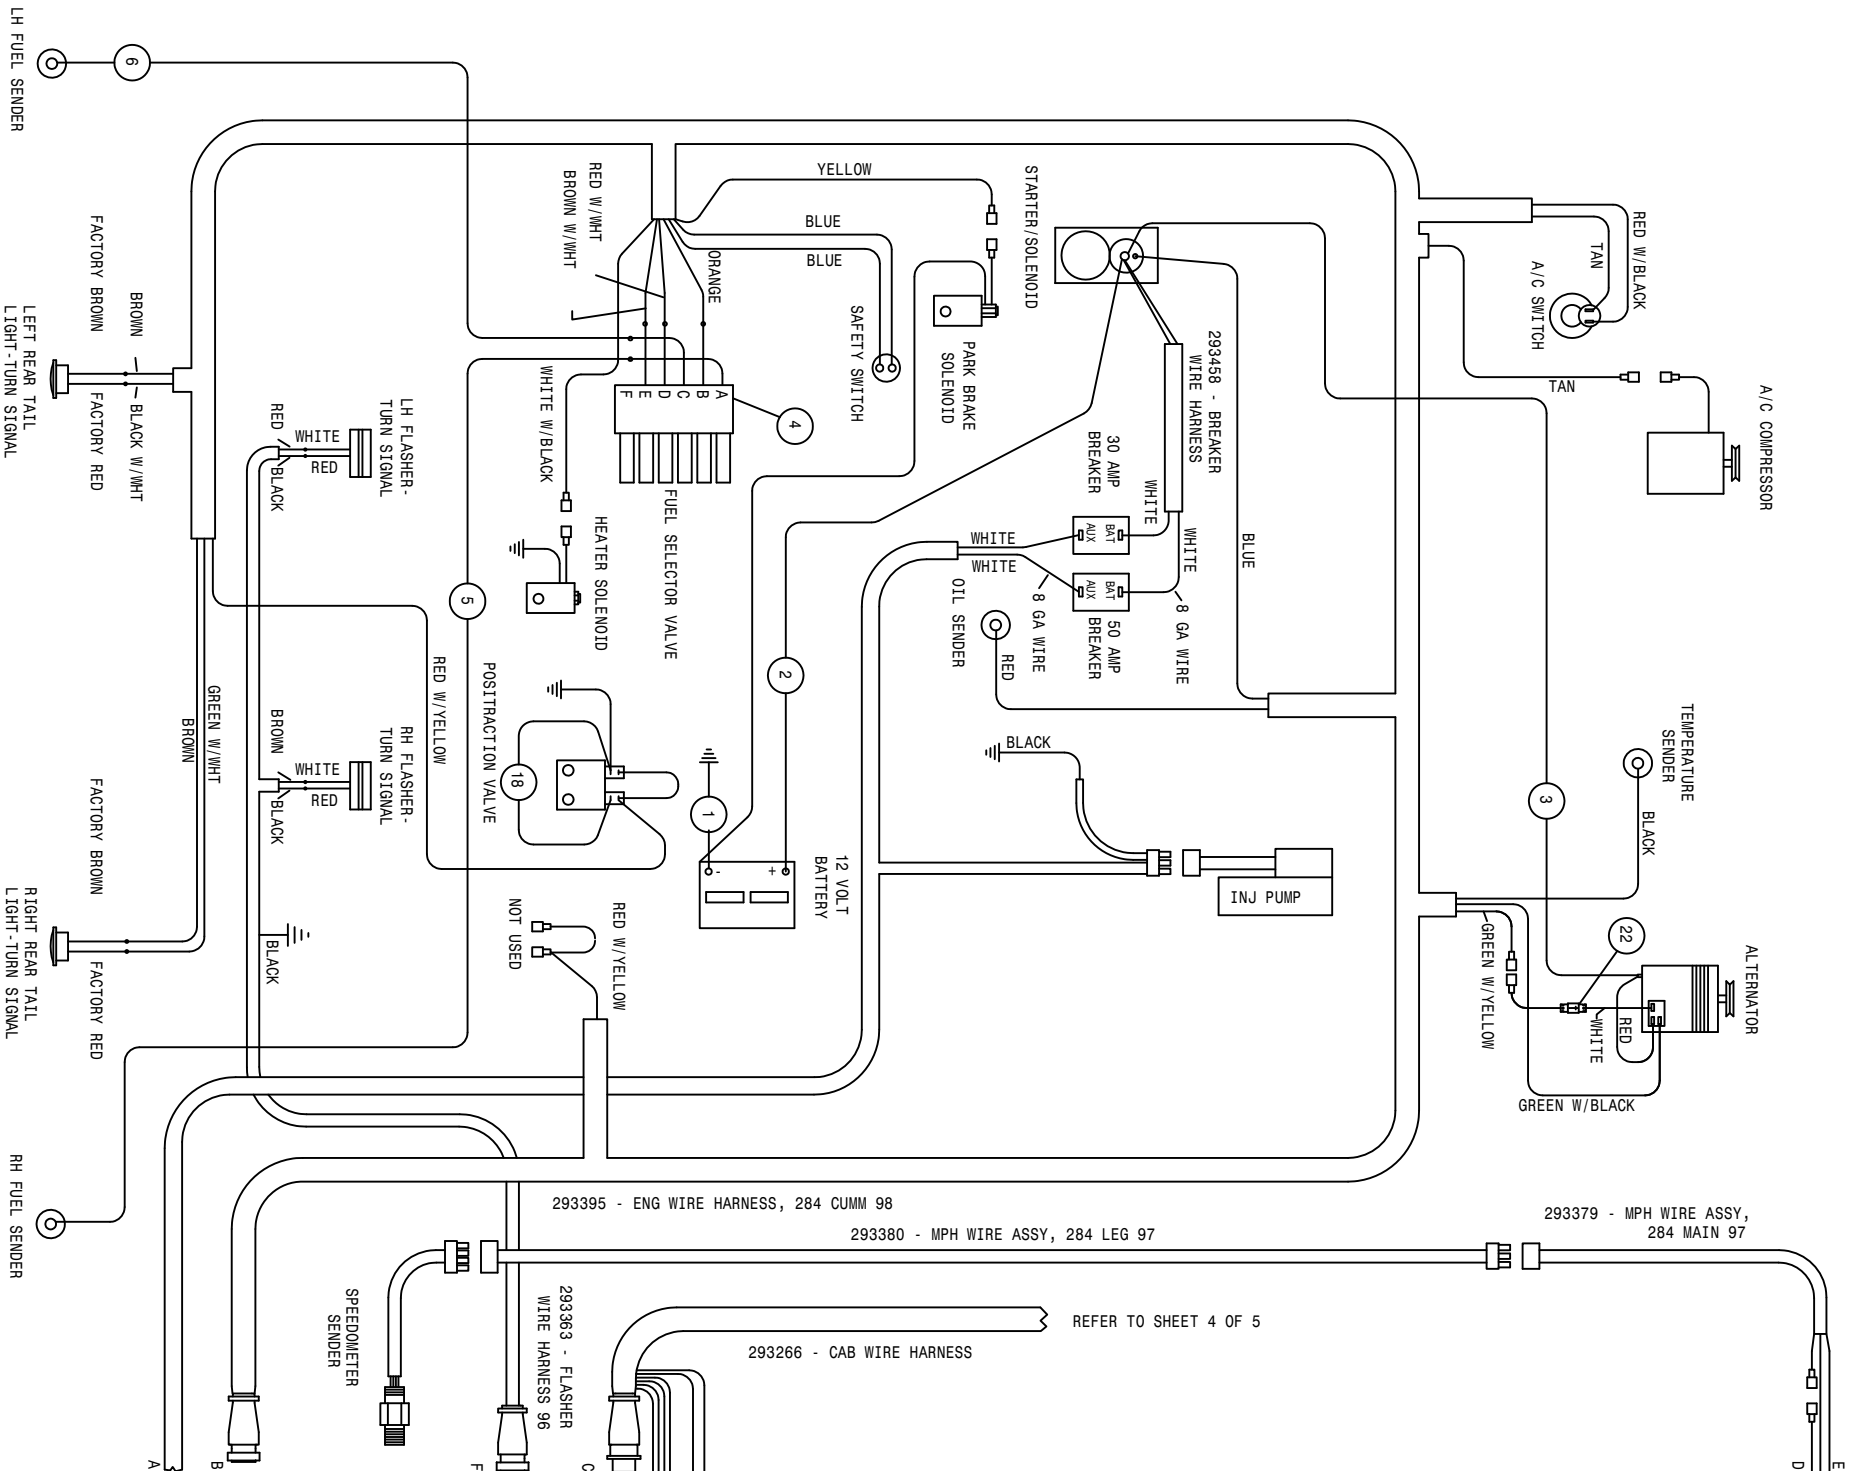 LH FUEL SENDER
6
YELLOW
BLUE
BLUE
RED W/WHT
BROWN W/WHT
ORANGE
STARTER/SOLENOID
RED W/BLACK
TAN
A/C SWITCH
TAN
A/C COMPRESSOR
SAFETY SWITCH
PARK BRAKE
SOLENOID
293458 - BREAKER
WIRE HARNESS
FACTORY BROWN
BROWN
LEFT REAR TAIL
LIGHT-TURN SIGNAL
FACTORY RED
BLACK W/WHT
LH FLASHER-
TURN SIGNAL
RED
WHITE
RED
BLACK
WHITE W/BLACK
A
B
C
D
E
F
4
FUEL SELECTOR VALVE
30 AMP
BREAKER
WHITE
BAT
AUX
WHITE
WHITE
WHITE
BAT
AUX
50 AMP
BREAKER
8 GA WIRE
8 GA WIRE
BLUE
HEATER SOLENOID
5
OIL SENDER
RED
2
RED W/YELLOW
POSITRACTION VALVE
18
1
12 VOLT
BATTERY
-
+
BLACK
INJ PUMP
TEMPERATURE
SENDER
BLACK
3
22
ALTERNATOR
GREEN W/YELLOW
WHITE
RED
GREEN W/BLACK
GREEN W/WHT
BROWN
BROWN
WHITE
RED
BLACK
RH FLASHER-
TURN SIGNAL
FACTORY BROWN
FACTORY RED
RIGHT REAR TAIL
LIGHT-TURN SIGNAL
BLACK
NOT USED
RED W/YELLOW
RH FUEL SENDER
293395 - ENG WIRE HARNESS, 284 CUMM 98
293380 - MPH WIRE ASSY, 284 LEG 97
293379 - MPH WIRE ASSY,
284 MAIN 97
SPEEDOMETER
SENDER
293363 - FLASHER
WIRE HARNESS 96
REFER TO SHEET 4 OF 5
293266 - CAB WIRE HARNESS
A
B
F
C
D
E